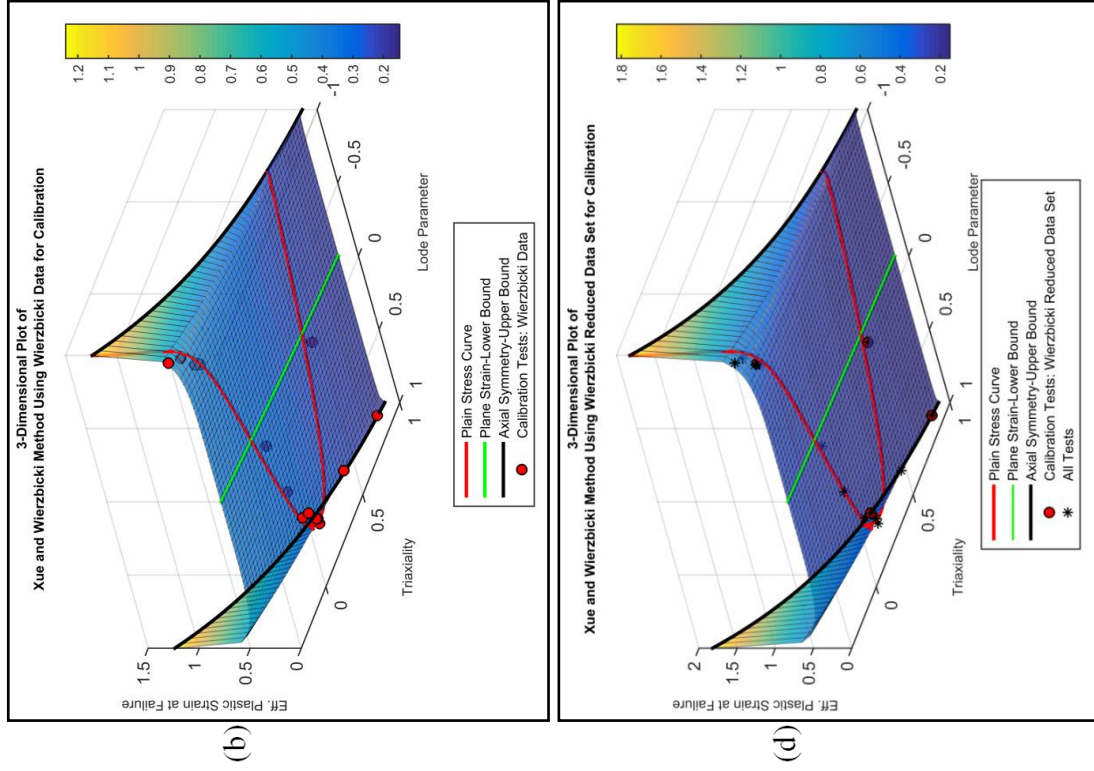 (b)
3-Dimensional Plot of
Xue and Wierzbicki Method Using Wierzbicki Data for Calibration
Eff. Plastic Strain at Failure
1.5
1
0.5
0
Triaxiality
0
0.5
1
Lode Parameter
1
0.5
0
-0.5
-1
1.2
1.1
1
0.9
0.8
0.7
0.6
0.5
0.4
0.3
0.2
Plain Stress Curve
Plane Strain-Lower Bound
Axial Symmetry-Upper Bound
Calibration Tests: Wierzbicki Data
(d)
3-Dimensional Plot of
Xue and Wierzbicki Method Using Wierzbicki Reduced Data Set for Calibration
Eff. Plastic Strain at Failure
2
1.5
1
0.5
0
Triaxiality
0
0.5
1
Lode Parameter
0.5
0
-0.5
-1
1.8
1.6
1.4
1.2
1
0.8
0.6
0.4
0.2
Plain Stress Curve
Plane Strain-Lower Bound
Axial Symmetry-Upper Bound
Calibration Tests: Wierzbicki Reduced Data Set
All Tests